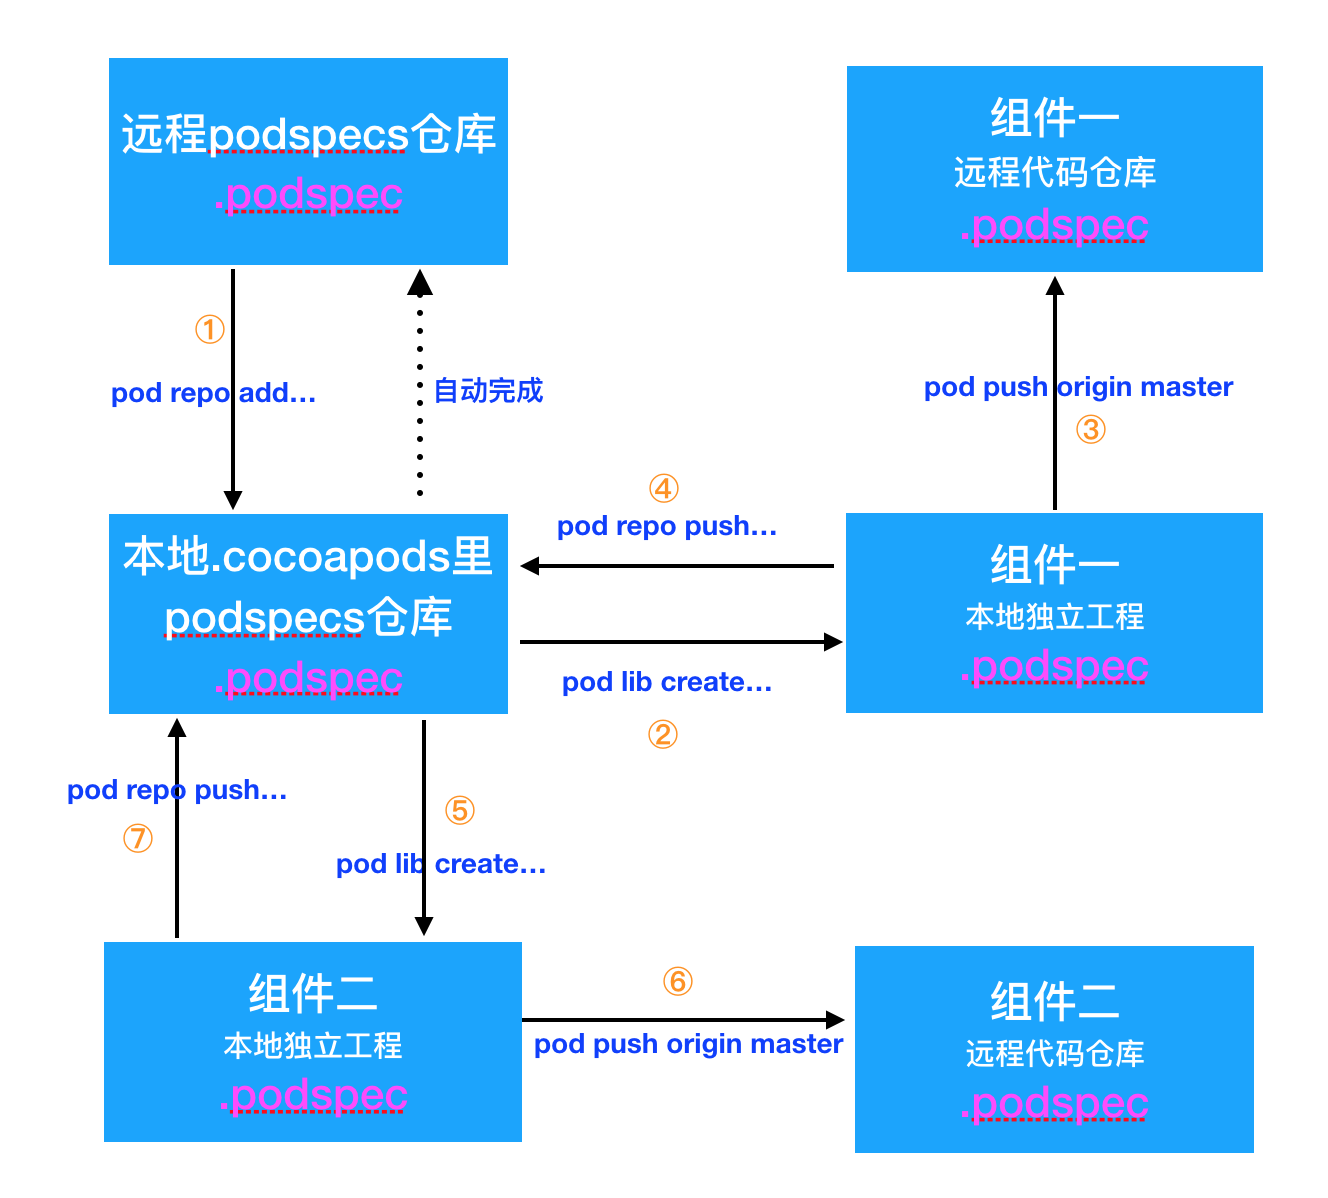 远程podspecs仓库
.podspec
组件一
远程代码仓库
.podspec
①
pod repo add...
自动完成
pod push origin master
③
④
pod repo push...
本地.cocoapods里
podspecs仓库
.podspec
组件一
本地独立工程
.podspec
pod lib create...
②
pod repo push...
⑦
⑤
pod lib create...
组件二
本地独立工程
.podspec
⑥
pod push origin master
组件二
远程代码仓库
.podspec